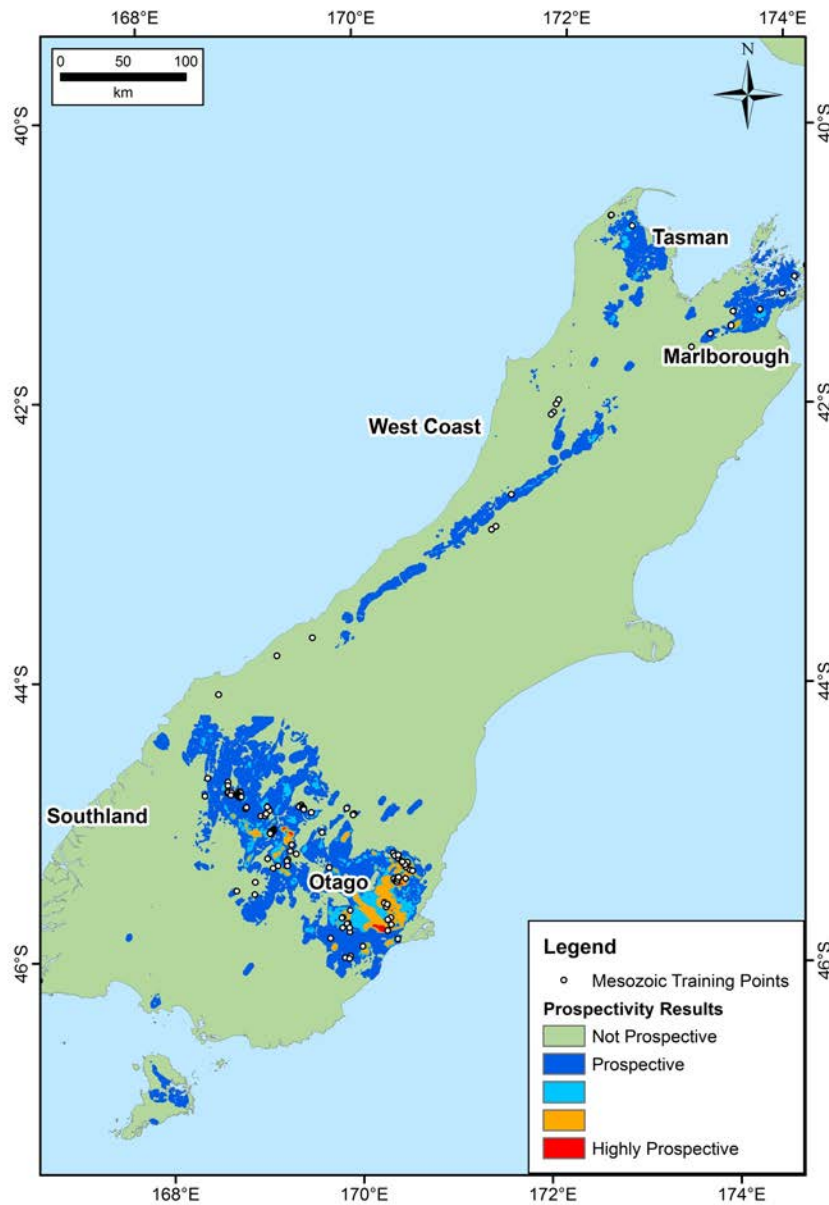 168°E 170°E 172°E 174°E
0 50 100
km
N
40°S 40°S
Tasman
Marlborough
42°S 42°S
West Coast
44°S 44°S
Southland
Otago
46°S 46°S
Legend
Mesozoic Training Points
Prospectivity Results
Not Prospective
Prospective
Highly Prospective
168°E 170°E 172°E 174°E